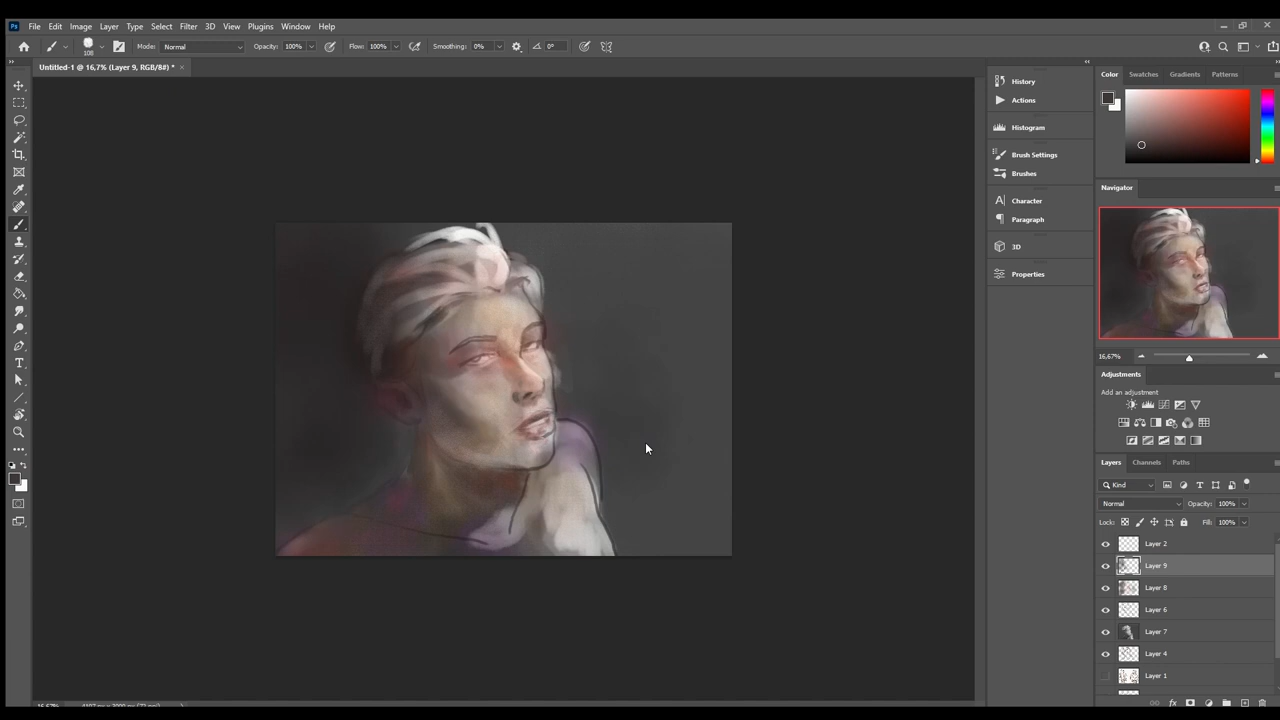 Ps File Edit Image Layer Type Select Filter 3D View Plugins Window Help
108 Mode: Normal Opacity: 100% Flow: 100% Smoothing: 0% 0°
Untitled-1 @ 16,7% (Layer 9, RGB/8#) * ×
History
Actions
Histogram
Brush Settings
Brushes
Character
Paragraph
3D
Properties
Color Swatches Gradients Patterns
Navigator
16,67%
Adjustments
Add an adjustment
Layers Channels Paths
Kind
Normal Opacity: 100%
Lock: Fill: 100%
Layer 2
Layer 9
Layer 8
Layer 6
Layer 7
Layer 4
Layer 1